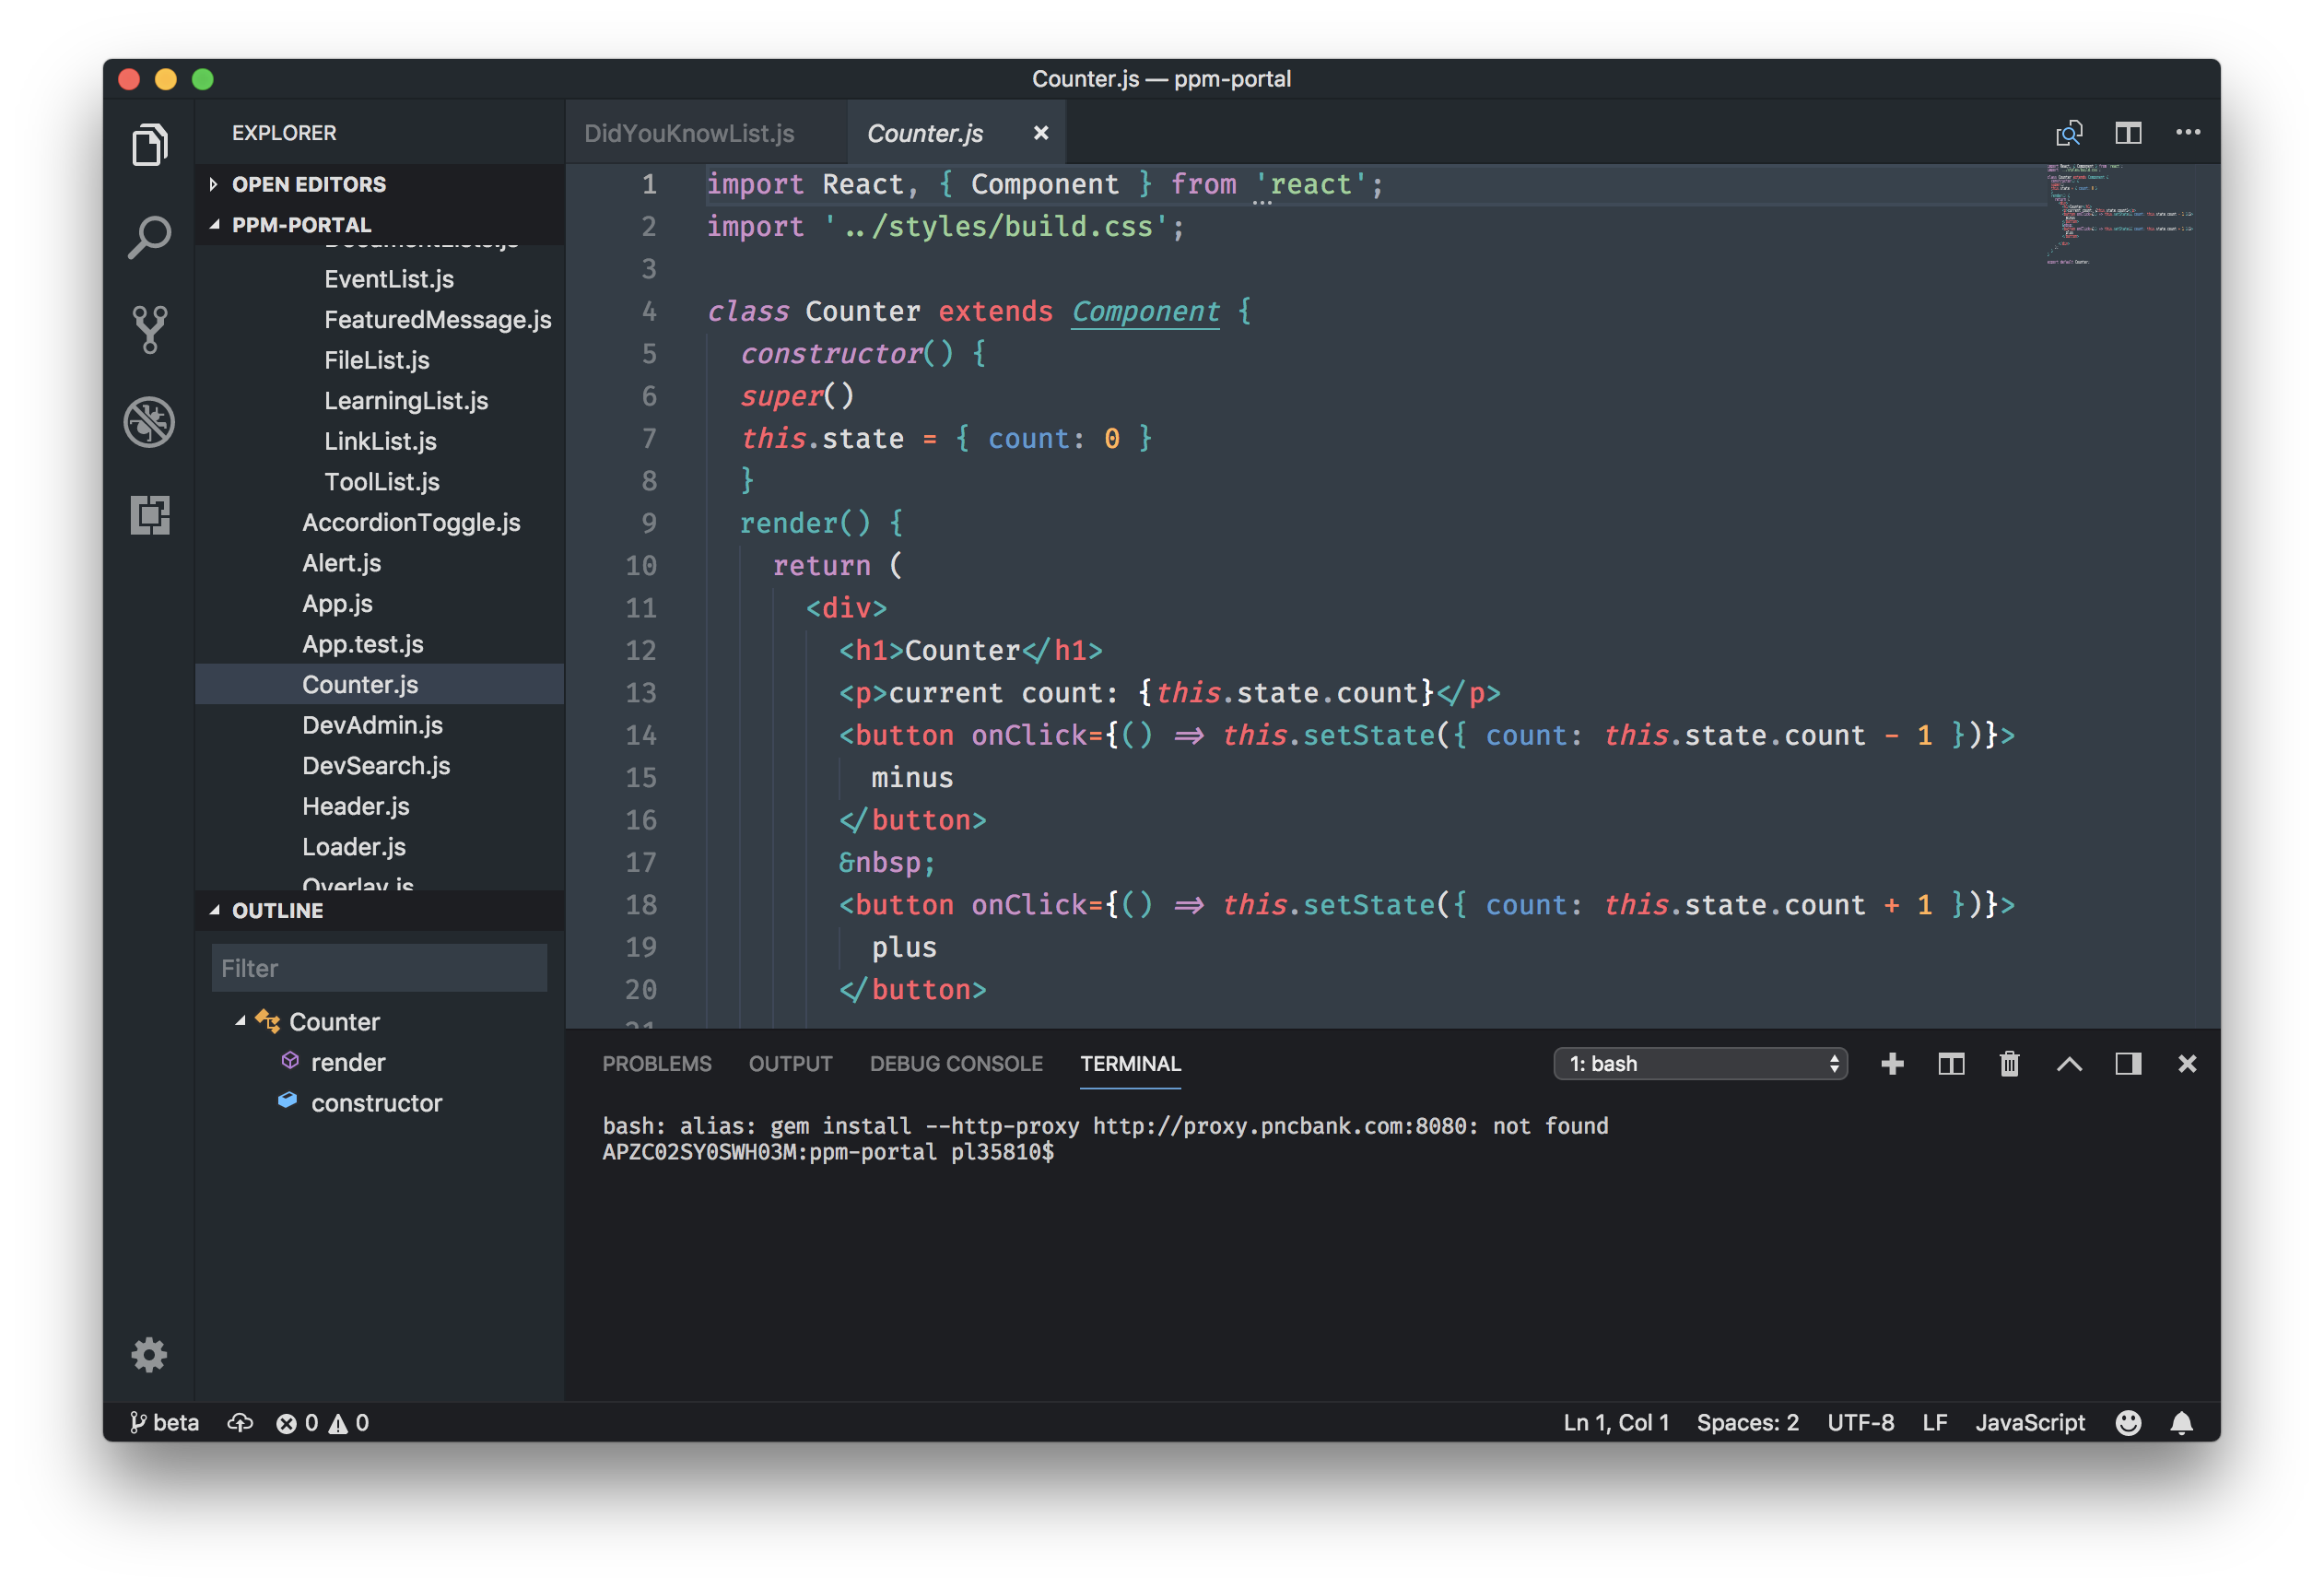 Counter.js — ppm-portal
EXPLORER
OPEN EDITORS
PPM-PORTAL
EventList.js
FeaturedMessage.js
FileList.js
LearningList.js
LinkList.js
ToolList.js
AccordionToggle.js
Alert.js
App.js
App.test.js
Counter.js
DevAdmin.js
DevSearch.js
Header.js
Loader.js
Overlay.js
OUTLINE
Filter
Counter
render
constructor
DidYouKnowList.js
Counter.js
1 import React, { Component } from 'react';
2 import '../styles/build.css';
3
4 class Counter extends Component {
5 constructor() {
6 super()
7 this.state = { count: 0 }
8 }
9 render() {
10 return (
11 <div>
12 <h1>Counter</h1>
13 <p>current count: {this.state.count}</p>
14 <button onClick={() => this.setState({ count: this.state.count - 1 })}>
15 minus
16 </button>
17 &nbsp;
18 <button onClick={() => this.setState({ count: this.state.count + 1 })}>
19 plus
20 </button>
21
PROBLEMS OUTPUT DEBUG CONSOLE TERMINAL
1: bash
bash: alias: gem install --http-proxy http://proxy.pncbank.com:8080: not found
APZC02SY0SWH03M:ppm-portal pl35810$
beta 0 0
Ln 1, Col 1 Spaces: 2 UTF-8 LF JavaScript